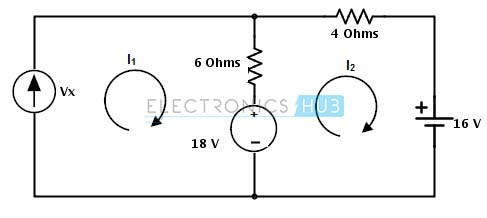 4 Ohms
I₁
6 Ohms
I₂
Vx
ELECTRONICS HUB
+
+
-
18 V
16 V